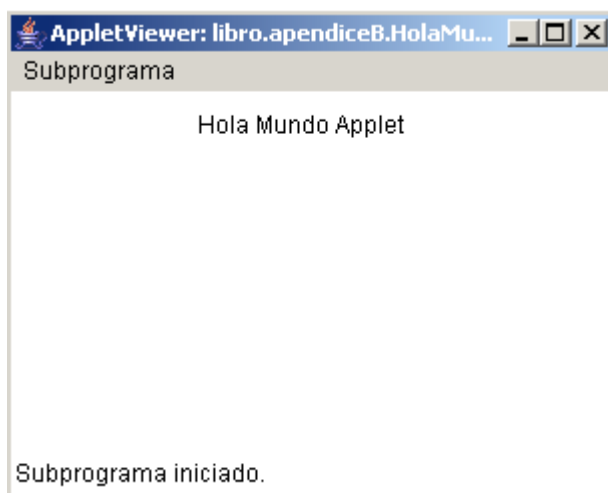 AppletViewer: libro.apendiceB.HolaMu...
Subprograma
Hola Mundo Applet
Subprograma iniciado.